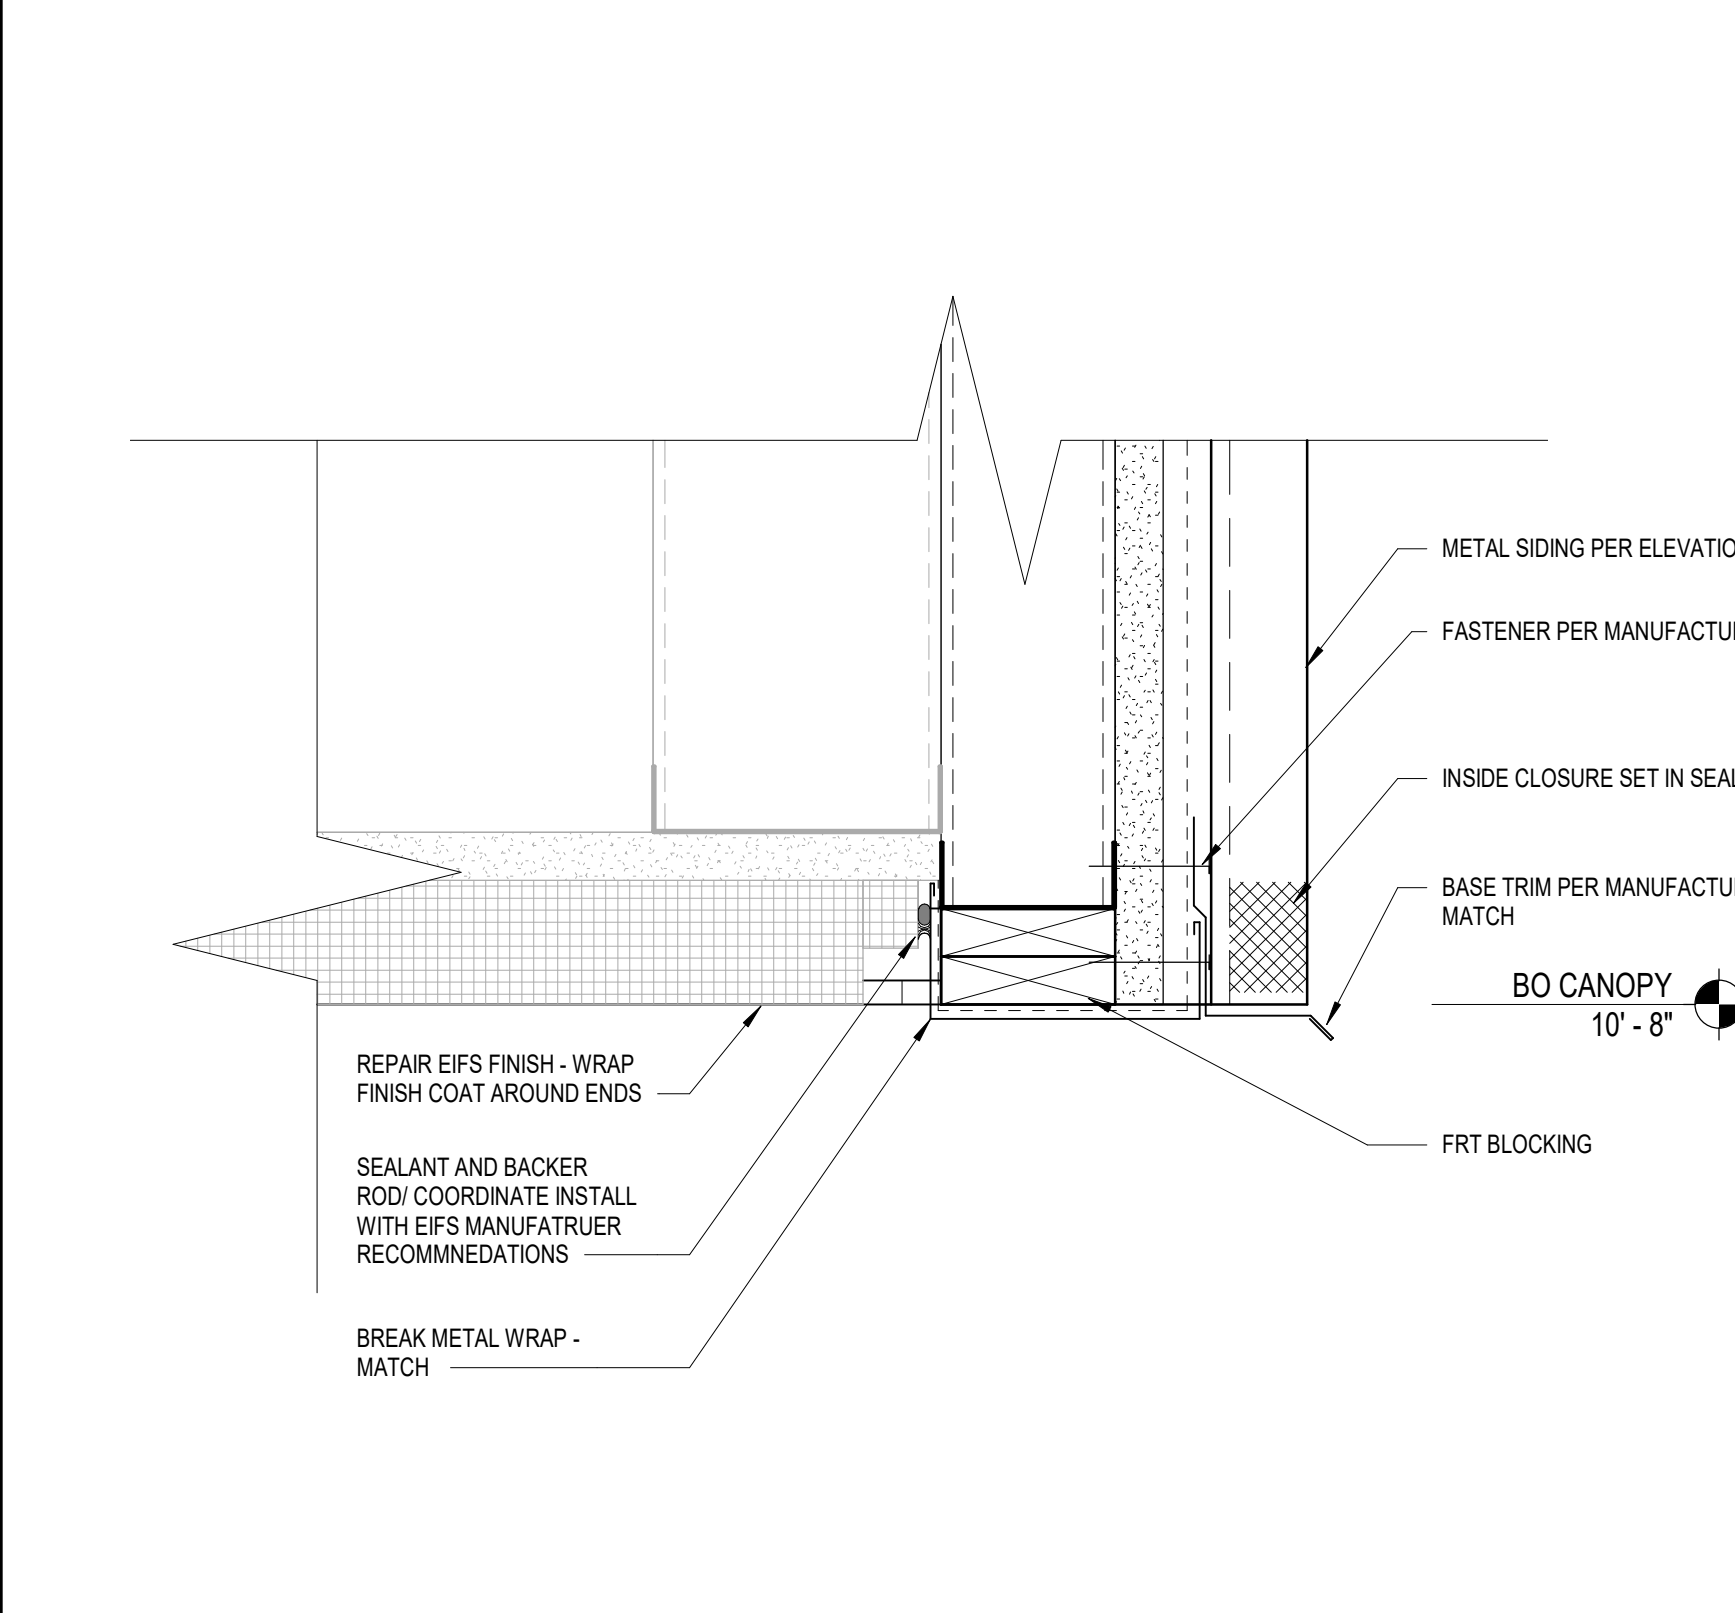 METAL SIDING PER ELEVATIO
FASTENER PER MANUFACTU
INSIDE CLOSURE SET IN SEAL
BASE TRIM PER MANUFACTU
MATCH
BO CANOPY
10' - 8"
FRT BLOCKING
REPAIR EIFS FINISH - WRAP
FINISH COAT AROUND ENDS
SEALANT AND BACKER
ROD/ COORDINATE INSTALL
WITH EIFS MANUFATRUER
RECOMMNEDATIONS
BREAK METAL WRAP -
MATCH